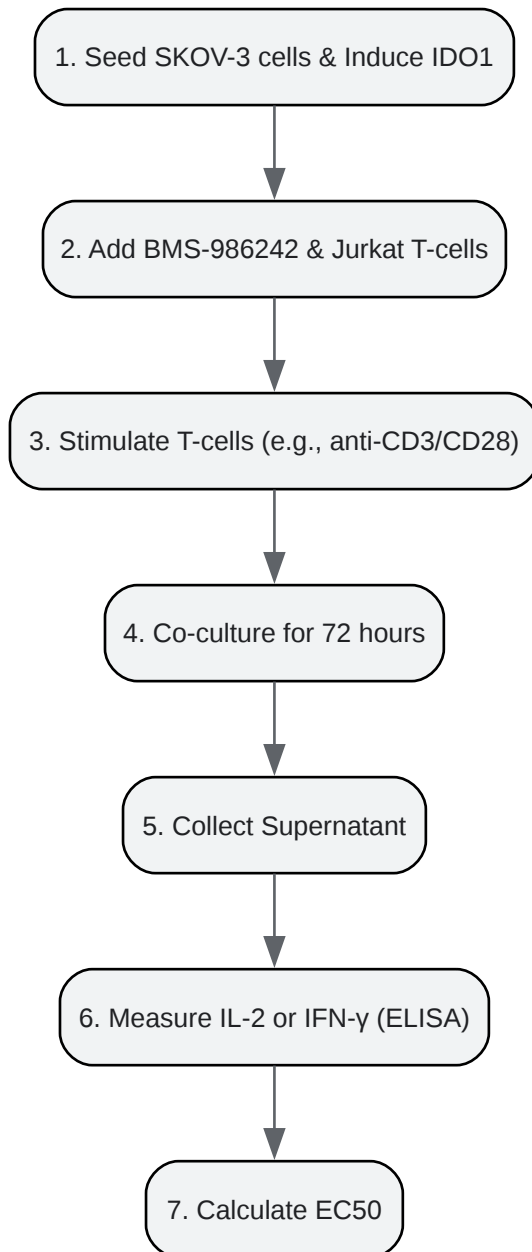 1. Seed SKOV-3 cells & Induce IDO1
2. Add BMS-986242 & Jurkat T-cells
3. Stimulate T-cells (e.g., anti-CD3/CD28)
4. Co-culture for 72 hours
5. Collect Supernatant
6. Measure IL-2 or IFN-γ (ELISA)
7. Calculate EC50